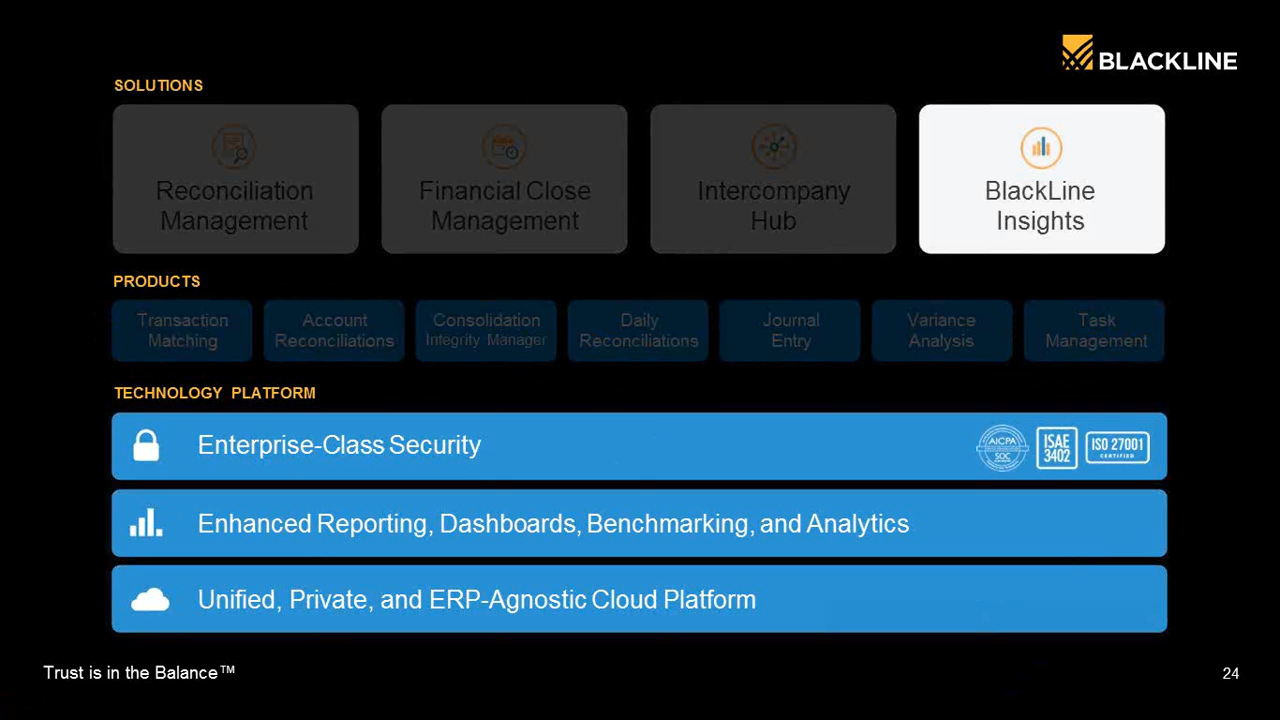 BLACKLINE
SOLUTIONS
Reconciliation
Management
Financial Close
Management
Intercompany
Hub
BlackLine
Insights
PRODUCTS
Transaction
Matching
Account
Reconciliations
Consolidation
Integrity Manager
Daily
Reconciliations
Journal
Entry
Variance
Analysis
Task
Management
TECHNOLOGY PLATFORM
Enterprise-Class Security
AICPA
SOC
ISAE
3402
ISO 27001
CERTIFIED
Enhanced Reporting, Dashboards, Benchmarking, and Analytics
Unified, Private, and ERP-Agnostic Cloud Platform
Trust is in the Balance™
24